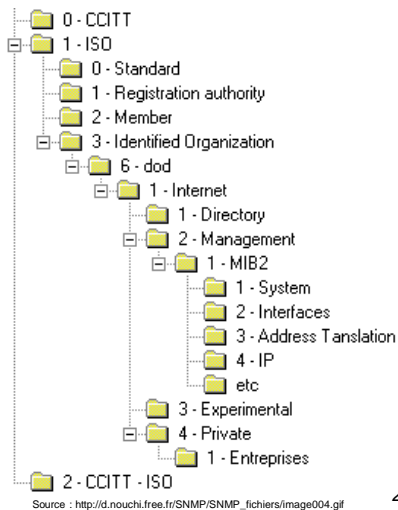 0 - CCITT
1 - ISO
0 - Standard
1 - Registration authority
2 - Member
3 - Identified Organization
6 - dod
1 - Internet
1 - Directory
2 - Management
1 - MIB2
1 - System
2 - Interfaces
3 - Address Tanslation
4 - IP
etc
3 - Experimental
4 - Private
1 - Entreprises
2 - CCITT - ISO
Source : http://d.nouchi.free.fr/SNMP/SNMP_fichiers/image004.gif